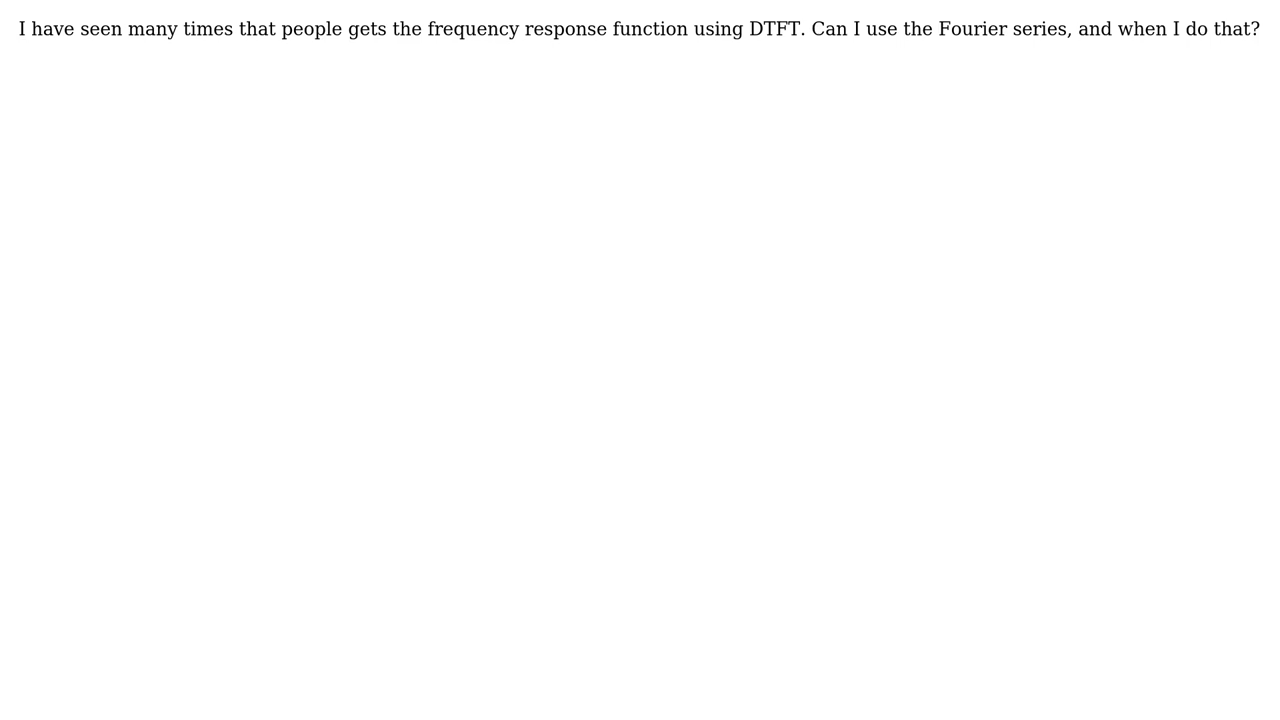 I have seen many times that people gets the frequency response function using DTFT. Can I use the Fourier series, and when I do that?